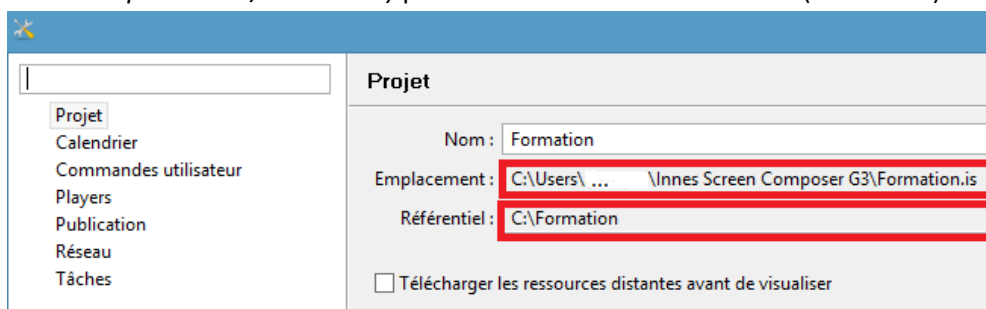 Projet
Projet
Calendrier
Commandes utilisateur
Players
Publication
Réseau
Tâches
Nom : Formation
Emplacement : C:\Users\ ... \Innes Screen Composer G3\Formation.is
Référentiel : C:\Formation
Télécharger les ressources distantes avant de visualiser